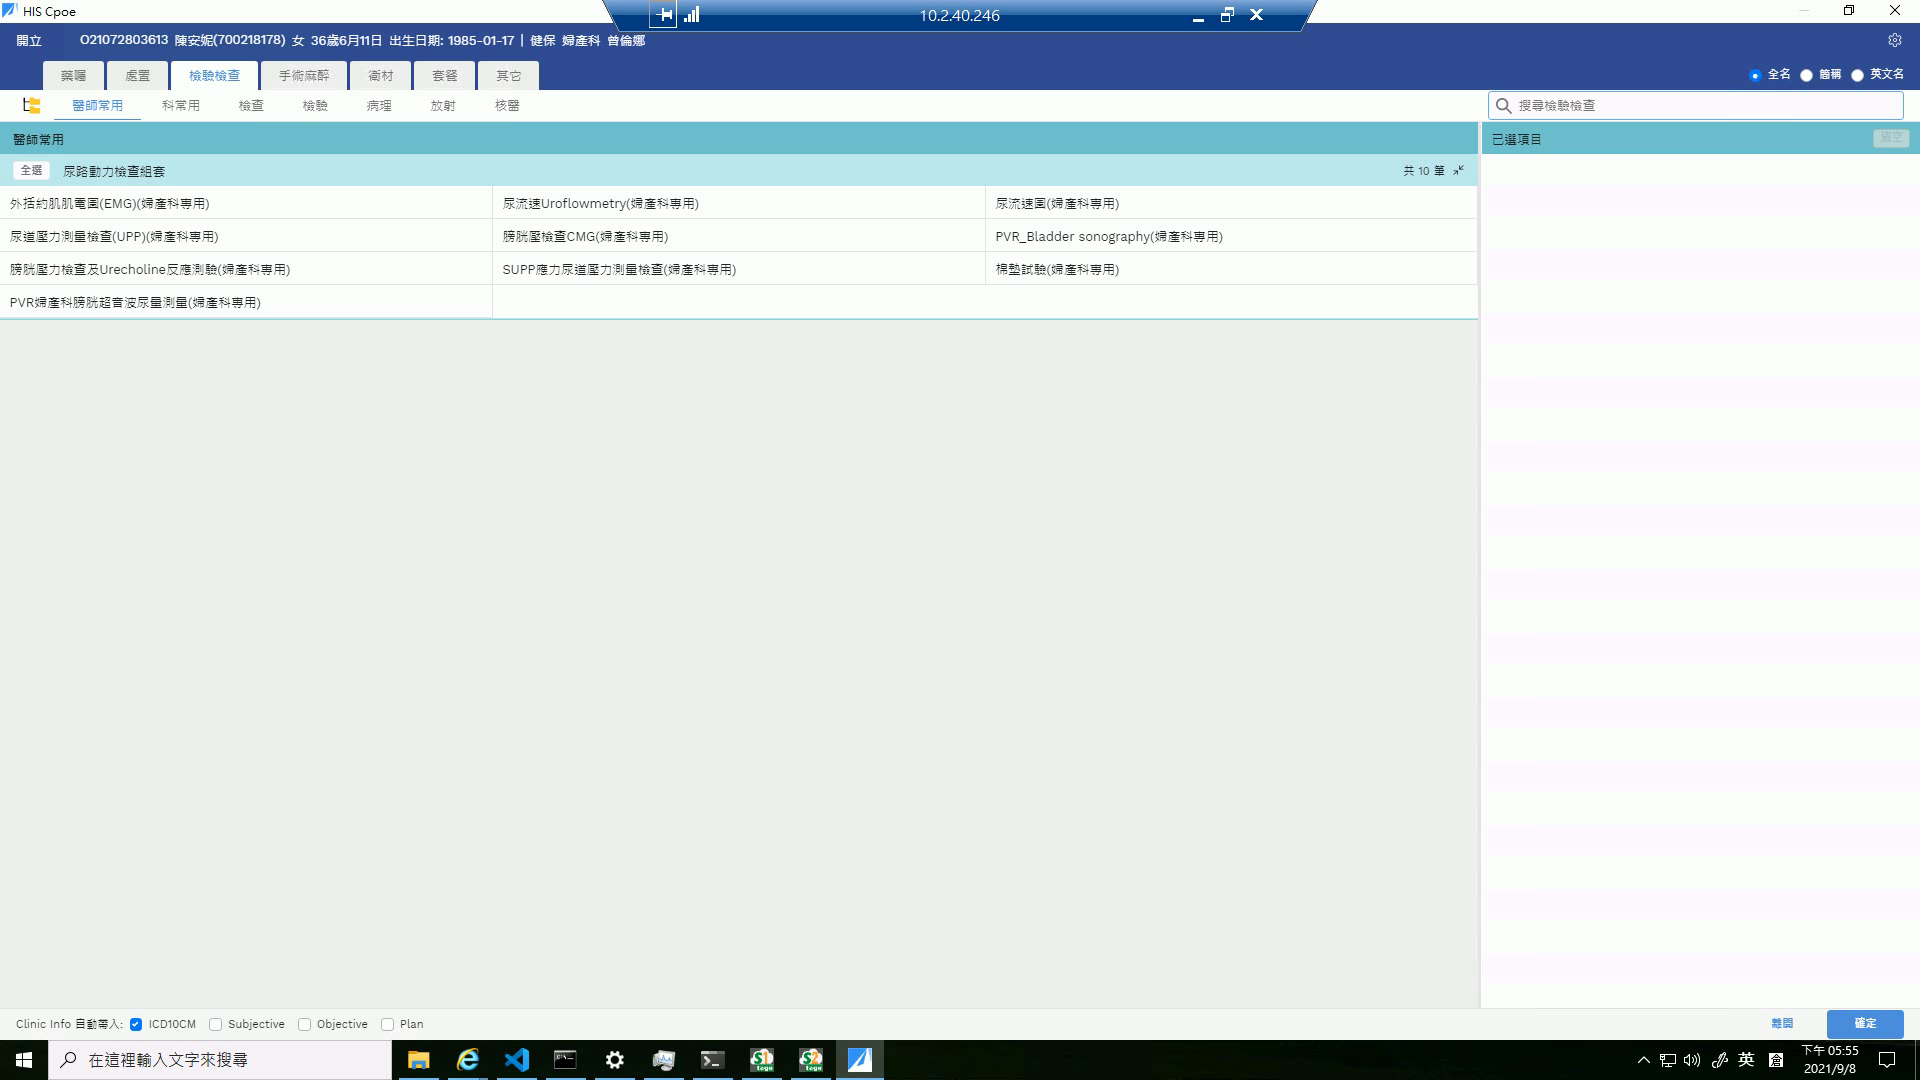 HIS Cpoe
10.2.40.246
開立 O21072803613 陳安妮(700218178) 女 36歲6月11日 出生日期: 1985-01-17 | 健保 婦產科 曾倫娜
藥囑 處置 檢驗檢查 手術麻醉 衛材 套餐 其它
全名 簡稱 英文名
醫師常用 科常用 檢查 檢驗 病理 放射 核醫
搜尋檢驗檢查
醫師常用
已選項目 清空
全選 尿路動力檢查組套
共 10 筆
外括約肌肌電圖(EMG)(婦產科專用) 尿流速Uroflowmetry(婦產科專用) 尿流速圖(婦產科專用)
尿道壓力測量檢查(UPP)(婦產科專用) 膀胱壓檢查CMG(婦產科專用) PVR_Bladder sonography(婦產科專用)
膀胱壓力檢查及Urecholine反應測驗(婦產科專用) SUPP應力尿道壓力測量檢查(婦產科專用) 棉墊試驗(婦產科專用)
PVR婦產科膀胱超音波尿量測量(婦產科專用)
Clinic Info 自動帶入: ICD10CM Subjective Objective Plan
離開 確定
在這裡輸入文字來搜尋
S1 togo S2 togo
英 倉
下午 05:55
2021/9/8